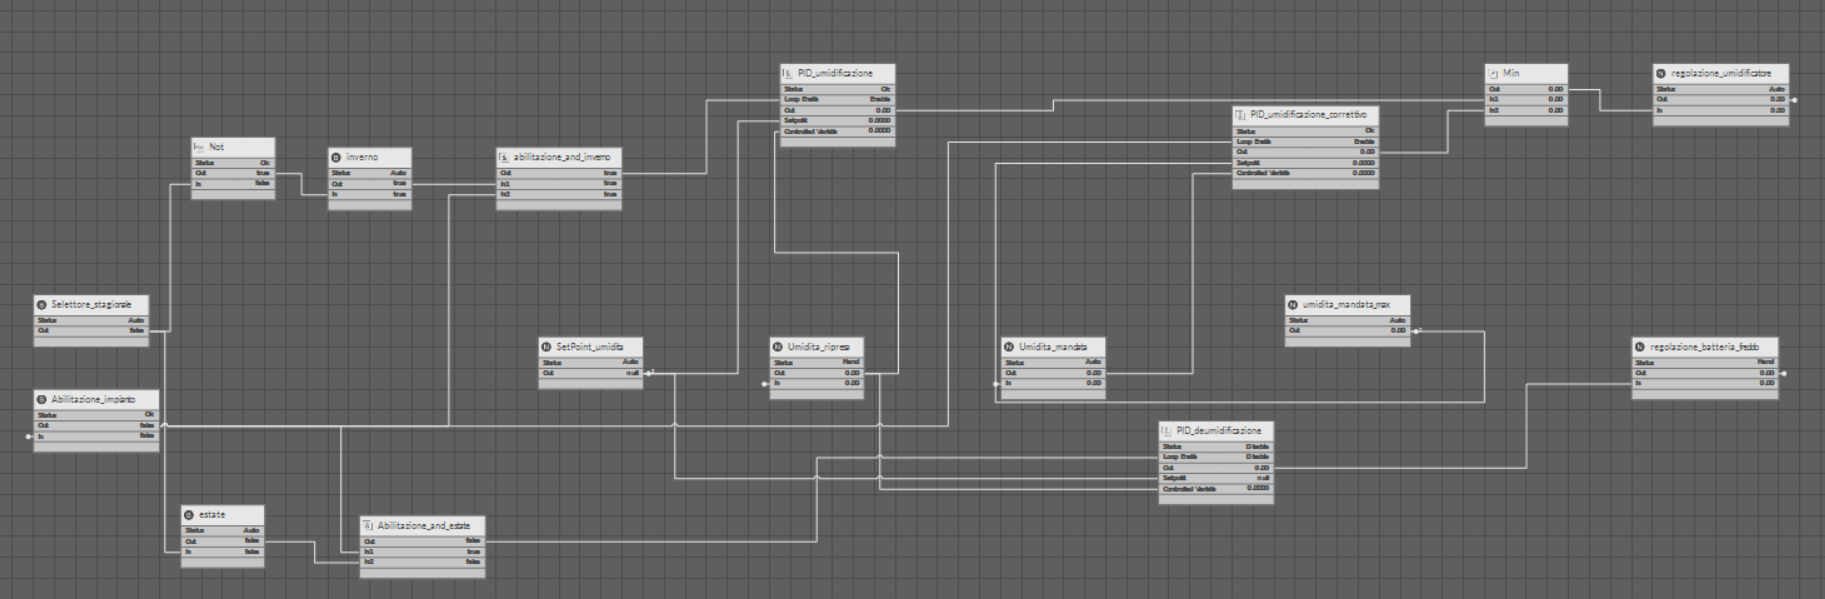 PID_umidificazione
Status Ok
Loop Enable Enable
Out 0.00
Setpoint 0.0000
Controlled Variable 0.0000
Min
Out 0.00
In1 0.00
In2 0.00
regolazione_umidificatore
Status Auto
Out 0.00
In 0.00
PID_umidificazione_correttivo
Status Ok
Loop Enable Enable
Out 0.00
Setpoint 0.0000
Controlled Variable 0.0000
Not
Status Ok
Out true
In false
inverno
Status Auto
Out true
In true
abilitazione_and_inverno
Out true
In1 true
In2 true
Selettore_stagionale
Status Auto
Out false
umidita_mandata_max
Status Auto
Out 0.00
SetPoint_umidita
Status Auto
Out null
Umidita_ripresa
Status Hand
Out 0.00
In 0.00
Umidita_mandata
Status Auto
Out 0.00
In 0.00
regolazione_batteria_freddo
Status Hand
Out 0.00
In 0.00
Abilitazione_impianto
Status Ok
Out false
In false
PID_deumidificazione
Status Disable
Loop Enable Disable
Out 0.00
Setpoint null
Controlled Variable 0.0000
estate
Status Auto
Out false
In false
Abilitazione_and_estate
Out false
In1 true
In2 false